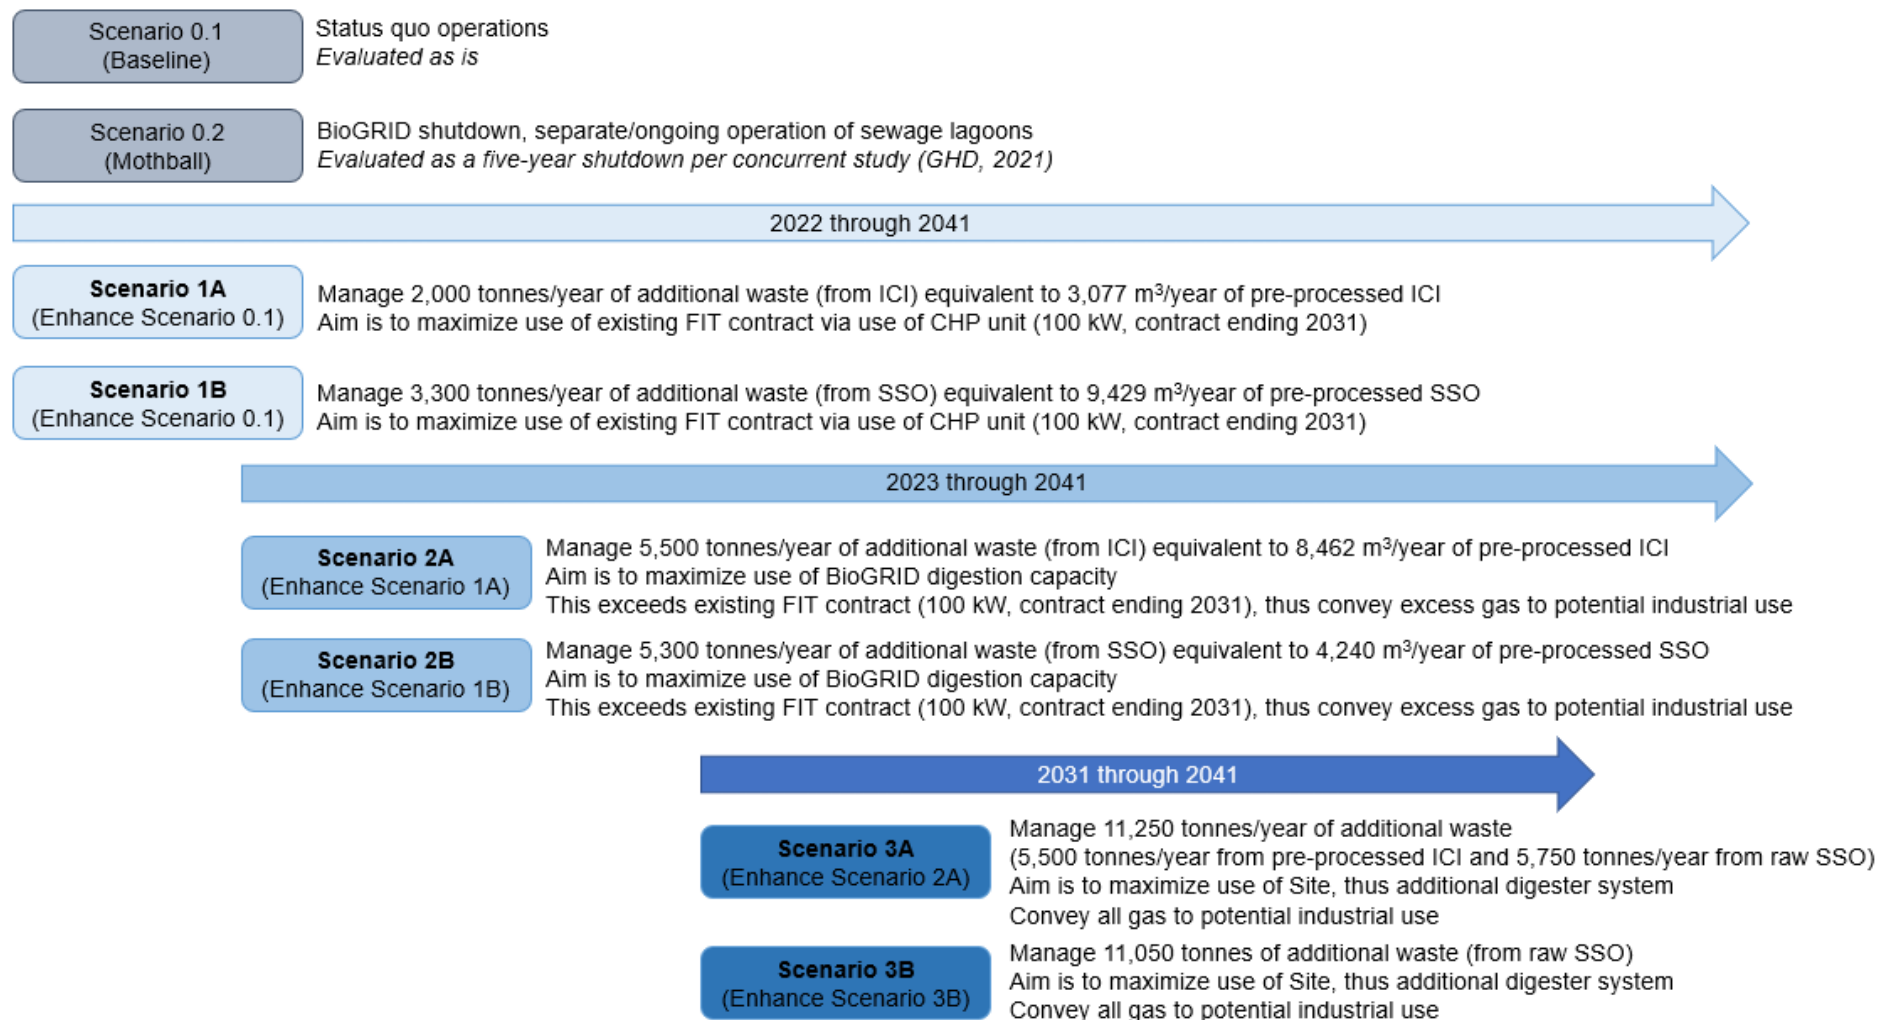 Scenario 0.1
(Baseline)
Status quo operations
Evaluated as is
Scenario 0.2
(Mothball)
BioGRID shutdown, separate/ongoing operation of sewage lagoons
Evaluated as a five-year shutdown per concurrent study (GHD, 2021)
2022 through 2041
Scenario 1A
(Enhance Scenario 0.1)
Manage 2,000 tonnes/year of additional waste (from ICI) equivalent to 3,077 m³/year of pre-processed ICI
Aim is to maximize use of existing FIT contract via use of CHP unit (100 kW, contract ending 2031)
Scenario 1B
(Enhance Scenario 0.1)
Manage 3,300 tonnes/year of additional waste (from SSO) equivalent to 9,429 m³/year of pre-processed SSO
Aim is to maximize use of existing FIT contract via use of CHP unit (100 kW, contract ending 2031)
2023 through 2041
Scenario 2A
(Enhance Scenario 1A)
Manage 5,500 tonnes/year of additional waste (from ICI) equivalent to 8,462 m³/year of pre-processed ICI
Aim is to maximize use of BioGRID digestion capacity
This exceeds existing FIT contract (100 kW, contract ending 2031), thus convey excess gas to potential industrial use
Scenario 2B
(Enhance Scenario 1B)
Manage 5,300 tonnes/year of additional waste (from SSO) equivalent to 4,240 m³/year of pre-processed SSO
Aim is to maximize use of BioGRID digestion capacity
This exceeds existing FIT contract (100 kW, contract ending 2031), thus convey excess gas to potential industrial use
2031 through 2041
Scenario 3A
(Enhance Scenario 2A)
Manage 11,250 tonnes/year of additional waste
(5,500 tonnes/year from pre-processed ICI and 5,750 tonnes/year from raw SSO)
Aim is to maximize use of Site, thus additional digester system
Convey all gas to potential industrial use
Scenario 3B
(Enhance Scenario 3B)
Manage 11,050 tonnes of additional waste (from raw SSO)
Aim is to maximize use of Site, thus additional digester system
Convey all gas to potential industrial use